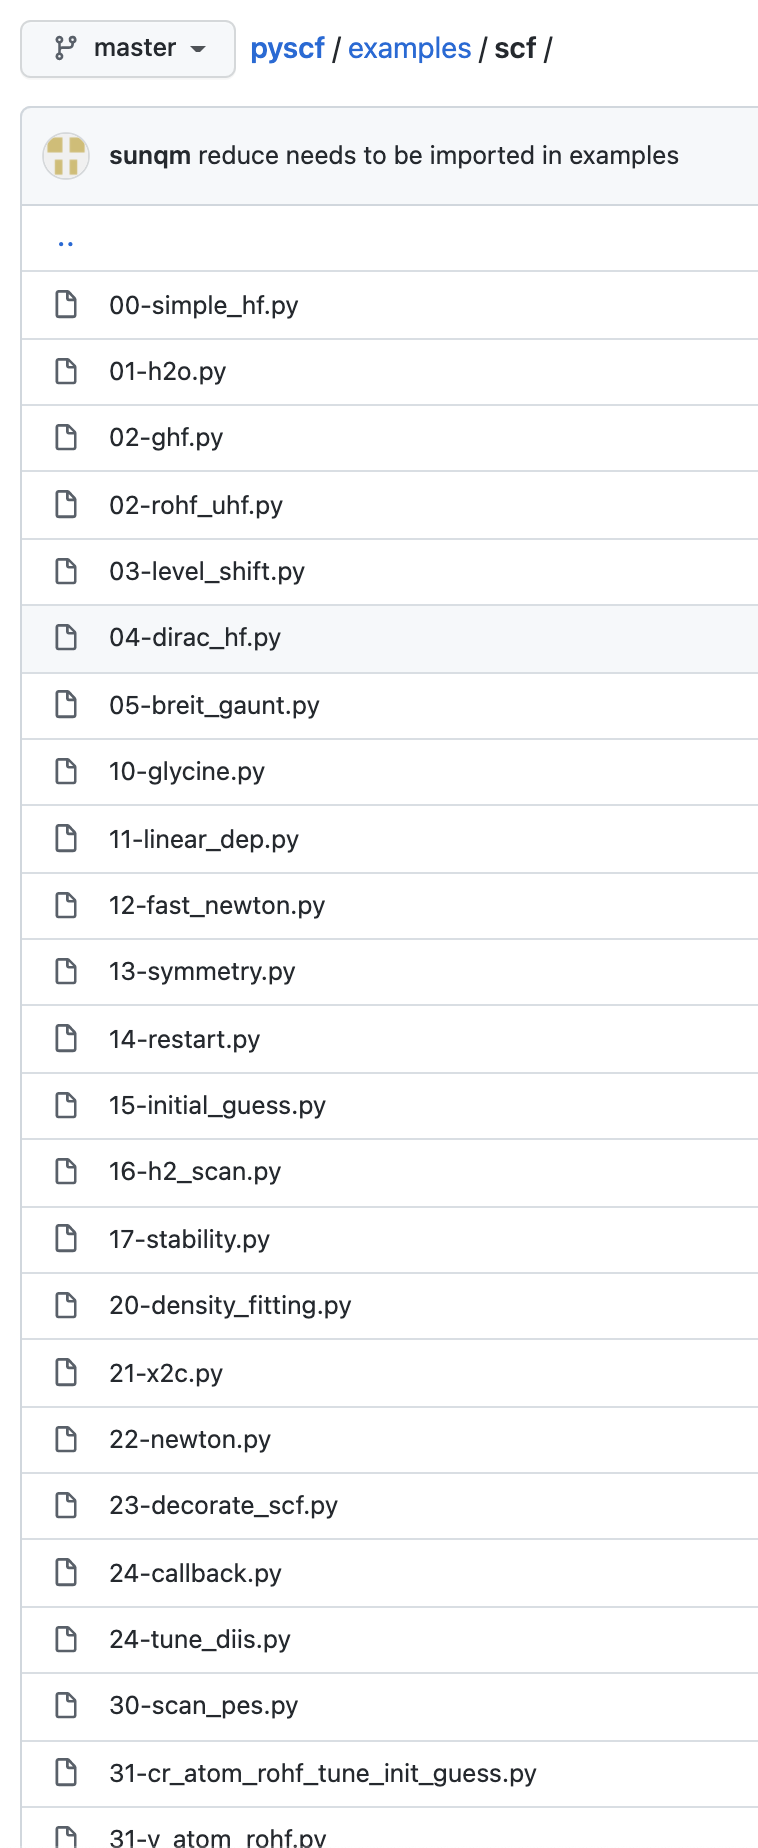 master pyscf / examples / scf /
sunqm reduce needs to be imported in examples
..
00-simple_hf.py
01-h2o.py
02-ghf.py
02-rohf_uhf.py
03-level_shift.py
04-dirac_hf.py
05-breit_gaunt.py
10-glycine.py
11-linear_dep.py
12-fast_newton.py
13-symmetry.py
14-restart.py
15-initial_guess.py
16-h2_scan.py
17-stability.py
20-density_fitting.py
21-x2c.py
22-newton.py
23-decorate_scf.py
24-callback.py
24-tune_diis.py
30-scan_pes.py
31-cr_atom_rohf_tune_init_guess.py
31-v_atom_rohf.py